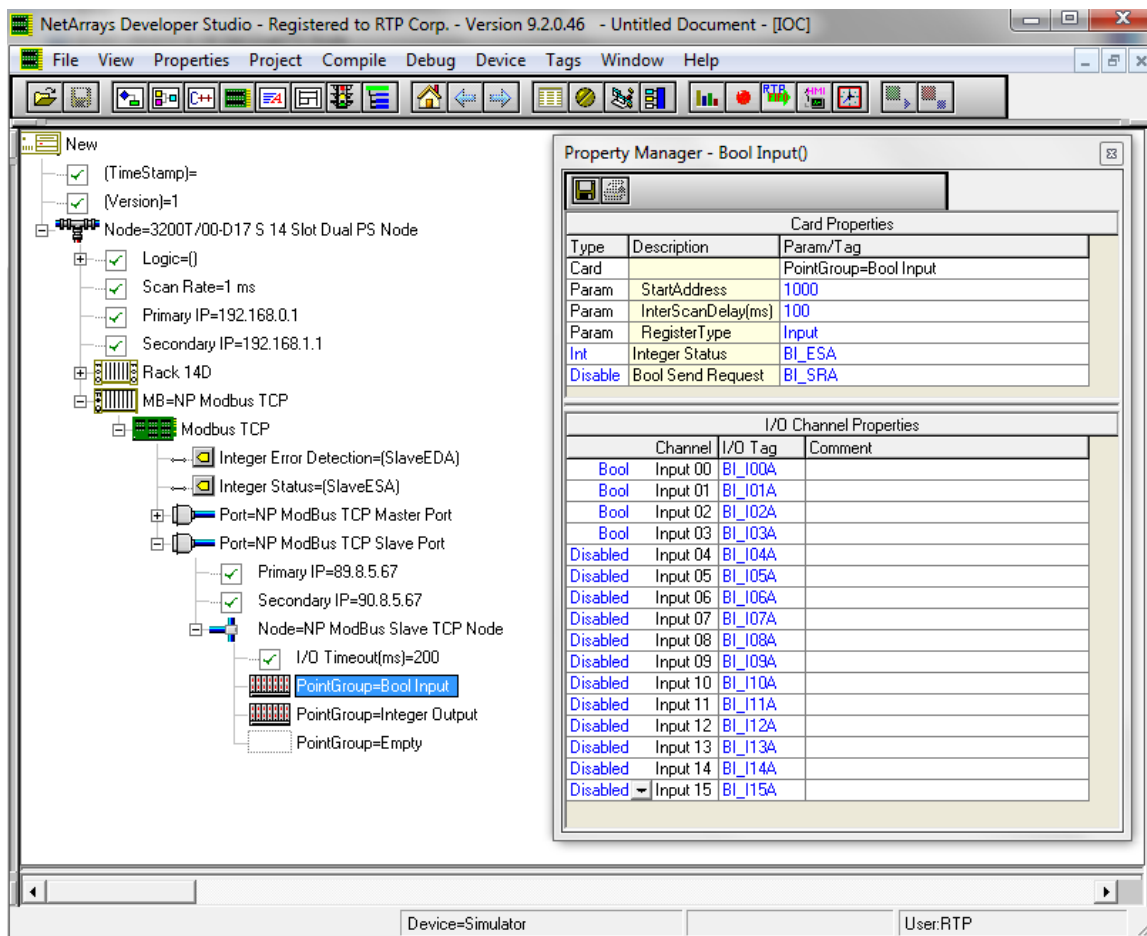 NetArrays Developer Studio - Registered to RTP Corp. - Version 9.2.0.46 - Untitled Document - [IOC]
File View Properties Project Compile Debug Device Tags Window Help
C++
RTP
HMI
New
(TimeStamp)=
(Version)=1
Node=3200T/00-D17 S 14 Slot Dual PS Node
Logic=()
Scan Rate=1 ms
Primary IP=192.168.0.1
Secondary IP=192.168.1.1
Rack 14D
MB=NP Modbus TCP
Modbus TCP
Integer Error Detection=(SlaveEDA)
Integer Status=(SlaveESA)
Port=NP ModBus TCP Master Port
Port=NP ModBus TCP Slave Port
Primary IP=89.8.5.67
Secondary IP=90.8.5.67
Node=NP ModBus Slave TCP Node
I/O Timeout(ms)=200
PointGroup=Bool Input
PointGroup=Integer Output
PointGroup=Empty
Property Manager - Bool Input()
Card Properties
Type Description Param/Tag
Card PointGroup=Bool Input
Param StartAddress 1000
Param InterScanDelay(ms) 100
Param RegisterType Input
Int Integer Status BI_ESA
Disable Bool Send Request BI_SRA
I/O Channel Properties
Channel I/O Tag Comment
Bool Input 00 BI_I00A
Bool Input 01 BI_I01A
Bool Input 02 BI_I02A
Bool Input 03 BI_I03A
Disabled Input 04 BI_I04A
Disabled Input 05 BI_I05A
Disabled Input 06 BI_I06A
Disabled Input 07 BI_I07A
Disabled Input 08 BI_I08A
Disabled Input 09 BI_I09A
Disabled Input 10 BI_I10A
Disabled Input 11 BI_I11A
Disabled Input 12 BI_I12A
Disabled Input 13 BI_I13A
Disabled Input 14 BI_I14A
Disabled Input 15 BI_I15A
Device=Simulator
User:RTP